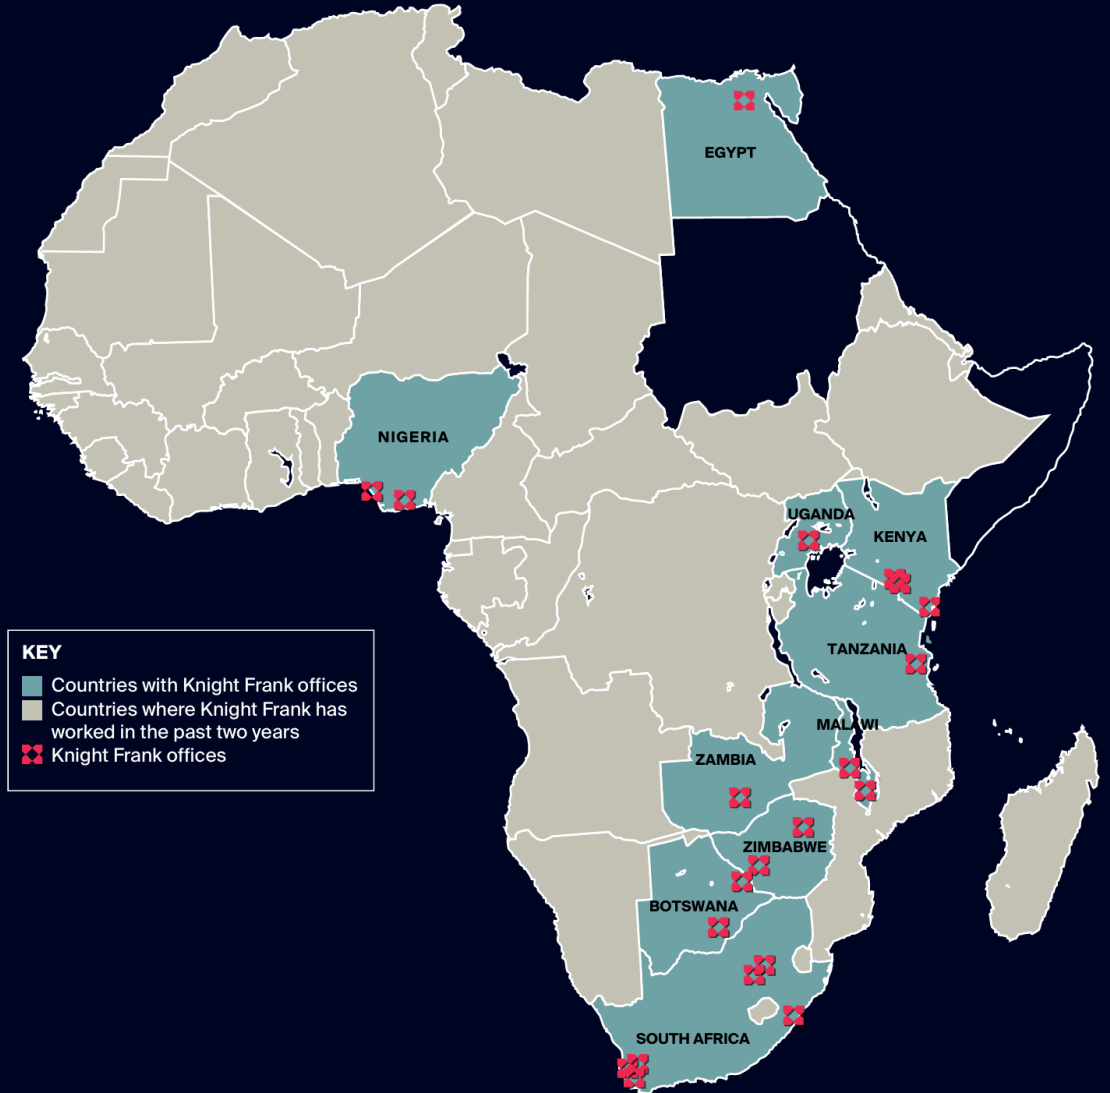 EGYPT
NIGERIA
UGANDA
KENYA
TANZANIA
MALAWI
ZAMBIA
ZIMBABWE
BOTSWANA
SOUTH AFRICA
KEY
Countries with Knight Frank offices
Countries where Knight Frank has
worked in the past two years
Knight Frank offices